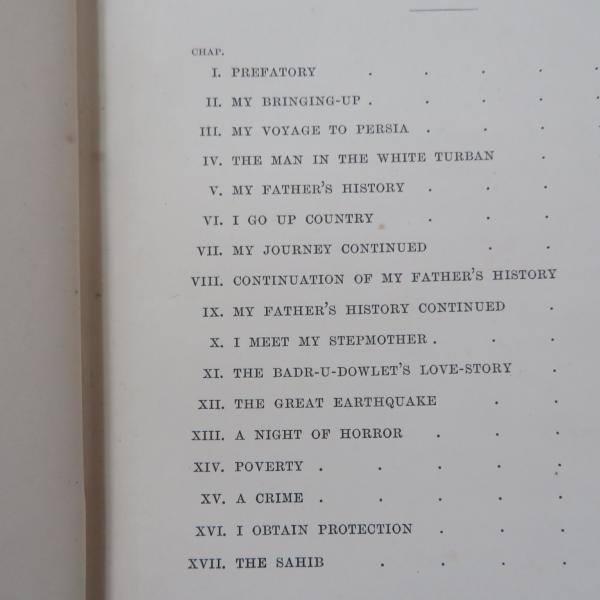 CHAP.
I. PREFATORY . . . . .
II. MY BRINGING-UP . . . . .
III. MY VOYAGE TO PERSIA . . . .
IV. THE MAN IN THE WHITE TURBAN .
V. MY FATHER'S HISTORY . . .
VI. I GO UP COUNTRY . . .
VII. MY JOURNEY CONTINUED . .
VIII. CONTINUATION OF MY FATHER'S HISTORY
IX. MY FATHER'S HISTORY CONTINUED .
X. I MEET MY STEPMOTHER . . .
XI. THE BADR-U-DOWLET'S LOVE-STORY .
XII. THE GREAT EARTHQUAKE . .
XIII. A NIGHT OF HORROR . . .
XIV. POVERTY . . . . .
XV. A CRIME . . . . .
XVI. I OBTAIN PROTECTION . . .
XVII. THE SAHIB . . . .